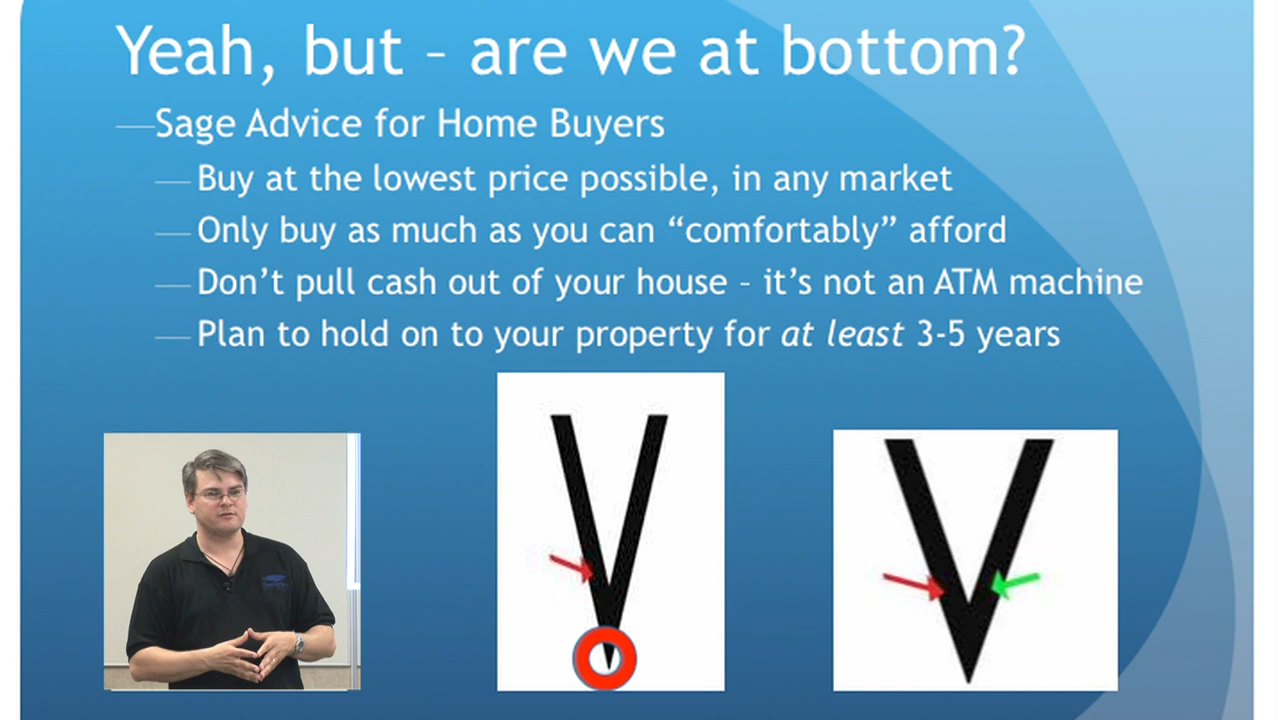 Yeah, but – are we at bottom?
—Sage Advice for Home Buyers
— Buy at the lowest price possible, in any market
— Only buy as much as you can “comfortably” afford
— Don’t pull cash out of your house – it’s not an ATM machine
— Plan to hold on to your property for at least 3-5 years